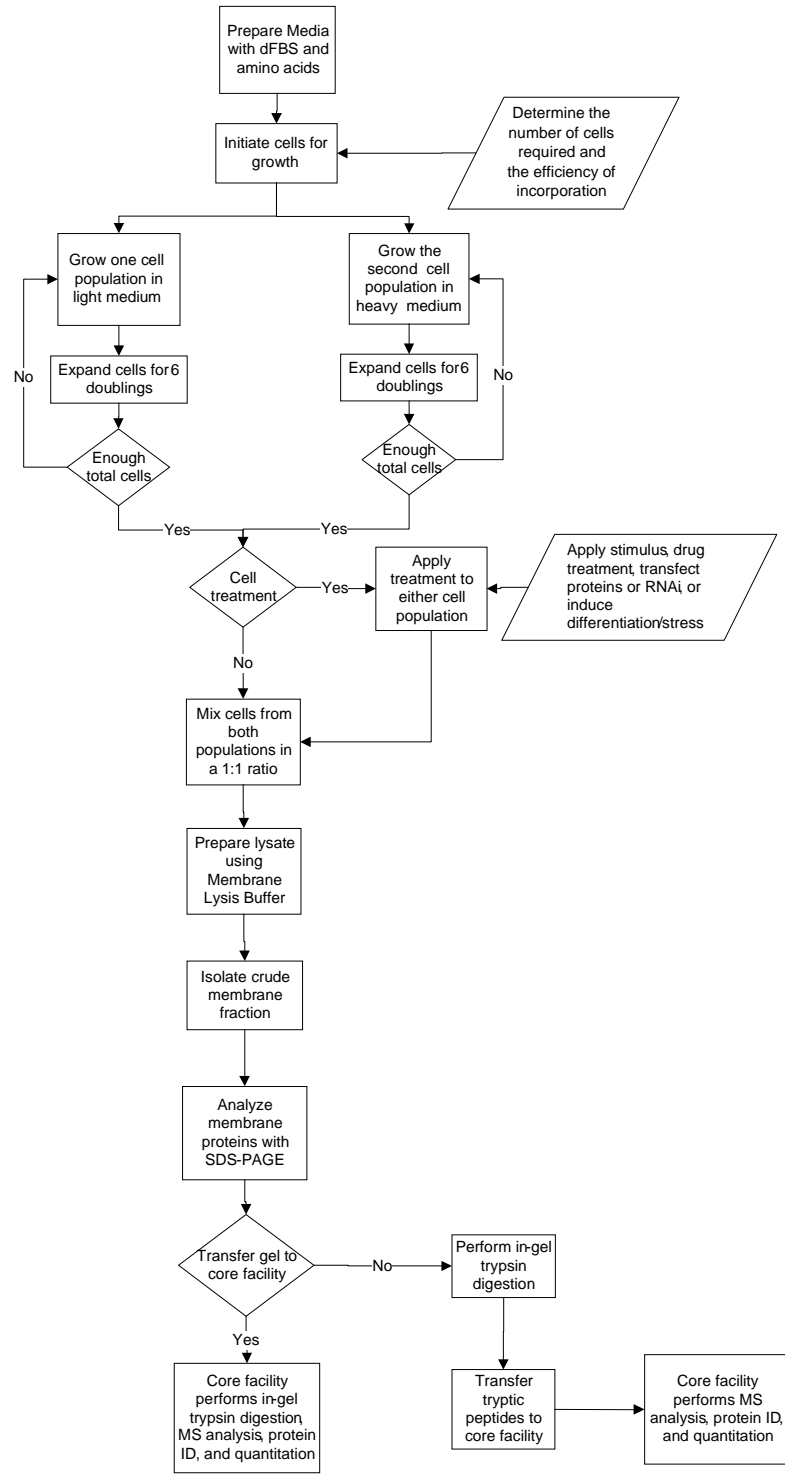 Prepare Media
with dFBS and
amino acids
Initiate cells for
growth
Determine the
number of cells
required and
the efficiency of
incorporation
Grow one cell
population in
light medium
Grow the
second cell
population in
heavy medium
Expand cells for 6
doublings
Expand cells for 6
doublings
No
No
Enough
total cells
Enough
total cells
Yes
Yes
Cell
treatment
Yes
Apply
treatment to
either cell
population
Apply stimulus, drug
treatment, transfect
proteins or RNAi, or
induce
differentiation/stress
No
Mix cells from
both
populations in
a 1:1 ratio
Prepare lysate
using
Membrane
Lysis Buffer
Isolate crude
membrane
fraction
Analyze
membrane
proteins with
SDS-PAGE
Transfer gel to
core facility
No
Perform in-gel
trypsin
digestion
Yes
Core facility
performs in-gel
trypsin digestion,
MS analysis, protein
ID, and quantitation
Transfer
tryptic
peptides to
core facility
Core facility
performs MS
analysis, protein ID,
and quantitation